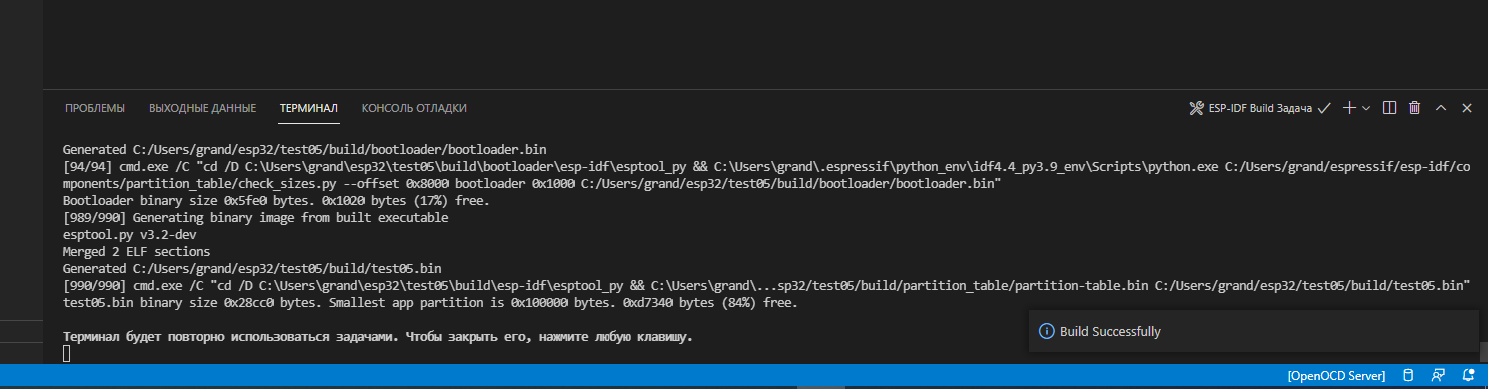 ПРОБЛЕМЫ ВЫХОДНЫЕ ДАННЫЕ ТЕРМИНАЛ КОНСОЛЬ ОТЛАДКИ ESP-IDF Build Задача
Generated C:/Users/grand/esp32/test05/build/bootloader/bootloader.bin
[94/94] cmd.exe /C "cd /D C:\Users\grand\esp32\test05\build\bootloader\esp-idf\esptool_py && C:\Users\grand\.espressif\python_env\idf4.4_py3.9_env\Scripts\python.exe C:/Users/grand/espressif/esp-idf/co
mponents/partition_table/check_sizes.py --offset 0x8000 bootloader 0x1000 C:/Users/grand/esp32/test05/build/bootloader/bootloader.bin"
Bootloader binary size 0x5fe0 bytes. 0x1020 bytes (17%) free.
[989/990] Generating binary image from built executable
esptool.py v3.2-dev
Merged 2 ELF sections
Generated C:/Users/grand/esp32/test05/build/test05.bin
[990/990] cmd.exe /C "cd /D C:\Users\grand\esp32\test05\build\esp-idf\esptool_py && C:\Users\grand\...sp32/test05/build/partition_table/partition-table.bin C:/Users/grand/esp32/test05/build/test05.bin"
test05.bin binary size 0x28cc0 bytes. Smallest app partition is 0x100000 bytes. 0xd7340 bytes (84%) free.
Терминал будет повторно использоваться задачами. Чтобы закрыть его, нажмите любую клавишу.
Build Successfully
[OpenOCD Server]